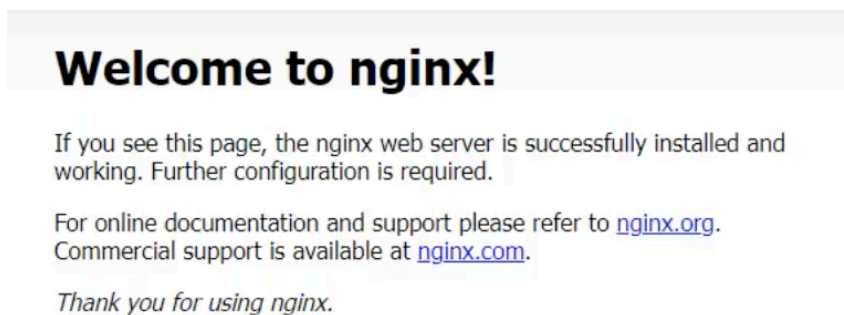 Welcome to nginx!
If you see this page, the nginx web server is successfully installed and
working. Further configuration is required.
For online documentation and support please refer to nginx.org.
Commercial support is available at nginx.com.
Thank you for using nginx.